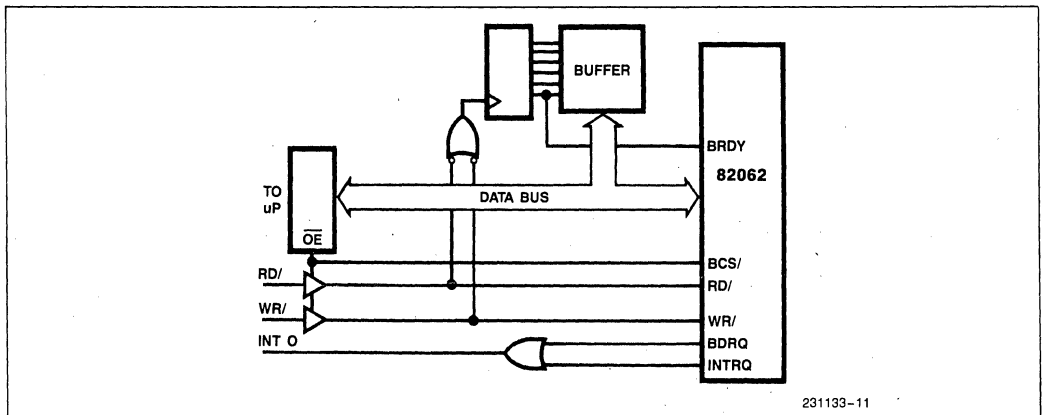 BUFFER
BRDY
82062
TO
uP
DATA BUS
OE
BCS/
RD/
RD/
WR/
WR/
INT O
BDRQ
INTRQ
231133-11